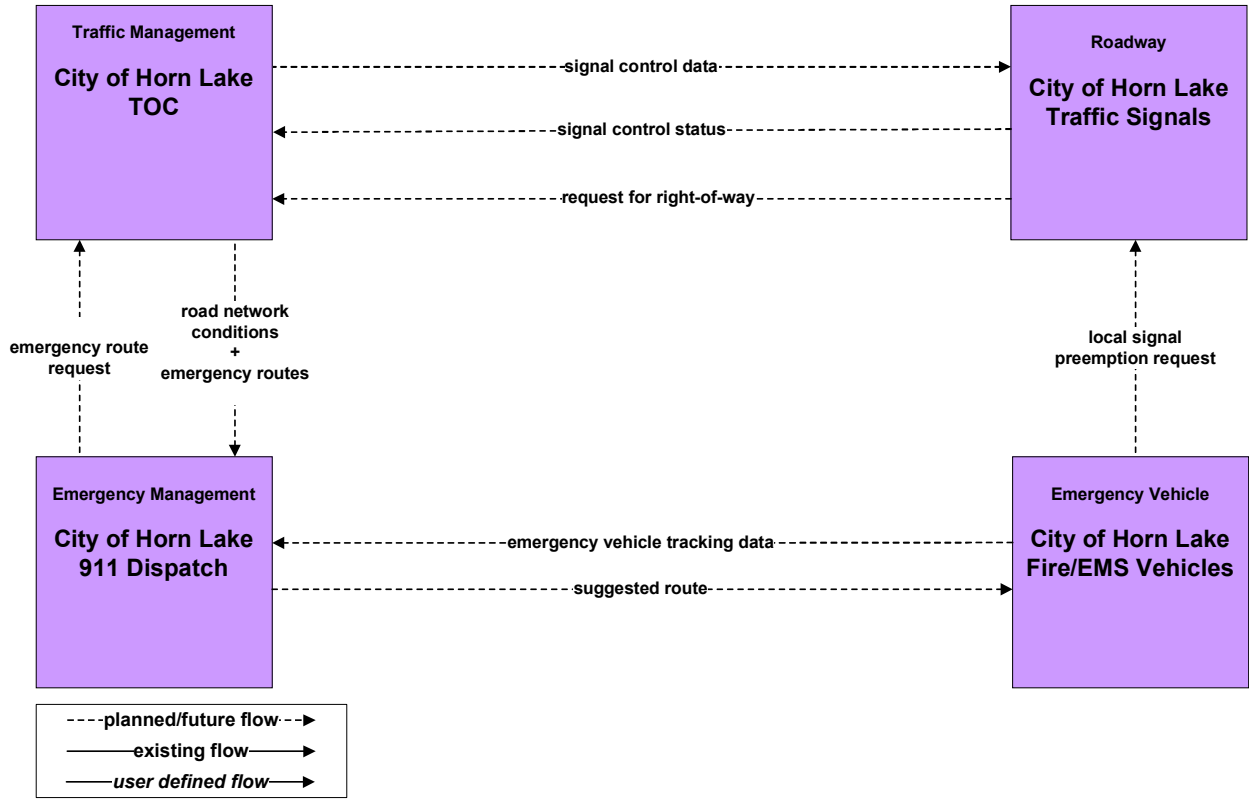 Traffic Management
City of Horn Lake
TOC
Roadway
City of Horn Lake
Traffic Signals
signal control data
signal control status
request for right-of-way
emergency route
request
road network
conditions
+
emergency routes
local signal
preemption request
Emergency Management
City of Horn Lake
911 Dispatch
Emergency Vehicle
City of Horn Lake
Fire/EMS Vehicles
emergency vehicle tracking data
suggested route
planned/future flow
existing flow
user defined flow